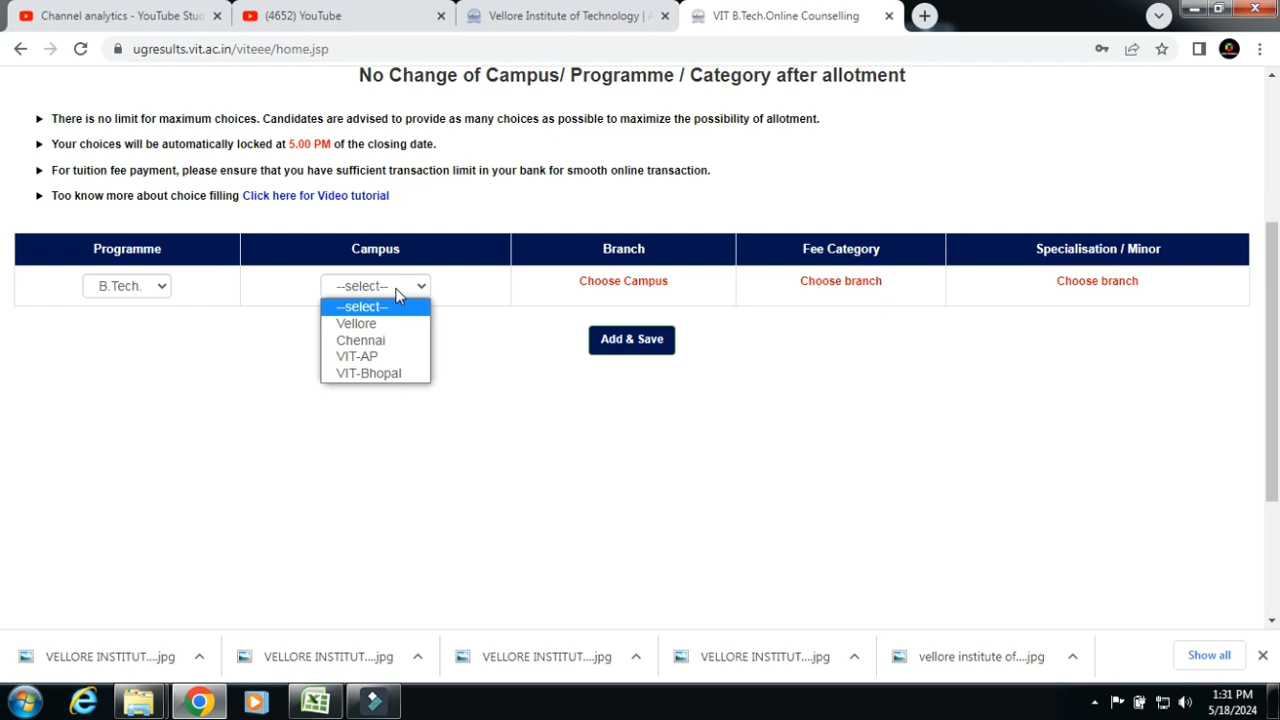 Channel analytics - YouTube Stud
(4652) YouTube
Vellore Institute of Technology | A
VIT B.Tech.Online Counselling
ugresults.vit.ac.in/viteee/home.jsp
No Change of Campus/ Programme / Category after allotment
There is no limit for maximum choices. Candidates are advised to provide as many choices as possible to maximize the possibility of allotment.
Your choices will be automatically locked at 5.00 PM of the closing date.
For tuition fee payment, please ensure that you have sufficient transaction limit in your bank for smooth online transaction.
Too know more about choice filling Click here for Video tutorial
Programme Campus Branch Fee Category Specialisation / Minor
B.Tech. --select-- Choose Campus Choose branch Choose branch
--select--
Vellore
Chennai
VIT-AP
VIT-Bhopal
Add & Save
VELLORE INSTITUT....jpg VELLORE INSTITUT....jpg VELLORE INSTITUT....jpg VELLORE INSTITUT....jpg vellore institute of....jpg Show all
1:31 PM
5/18/2024